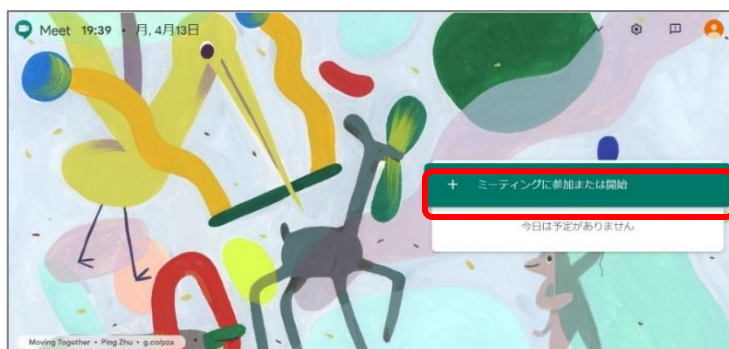 Meet 19:39 • 月, 4月13日
+ ミーティングに参加または開始
今日は予定がありません
Moving Together • Ping Zhu • g.co/pza